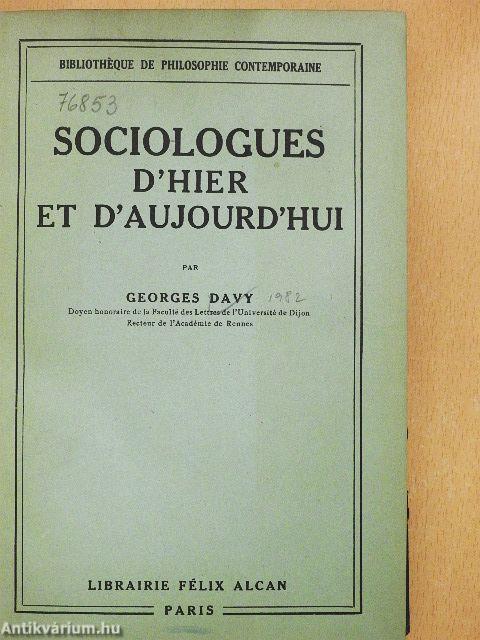 BIBLIOTHÈQUE DE PHILOSOPHIE CONTEMPORAINE
76853
SOCIOLOGUES
D'HIER
ET D'AUJOURD'HUI
PAR
GEORGES DAVY 1982
Doyen honoraire de la Faculté des Lettres de l'Université de Dijon
Recteur de l'Académie de Rennes
LIBRAIRIE FÉLIX ALCAN
PARIS
Antikvárium.hu